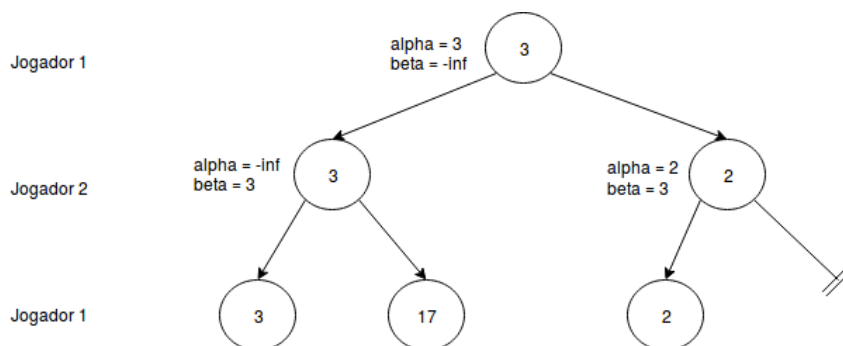 Jogador 1
alpha = 3
beta = -inf
3
Jogador 2
alpha = -inf
beta = 3
3
alpha = 2
beta = 3
2
Jogador 1
3
17
2